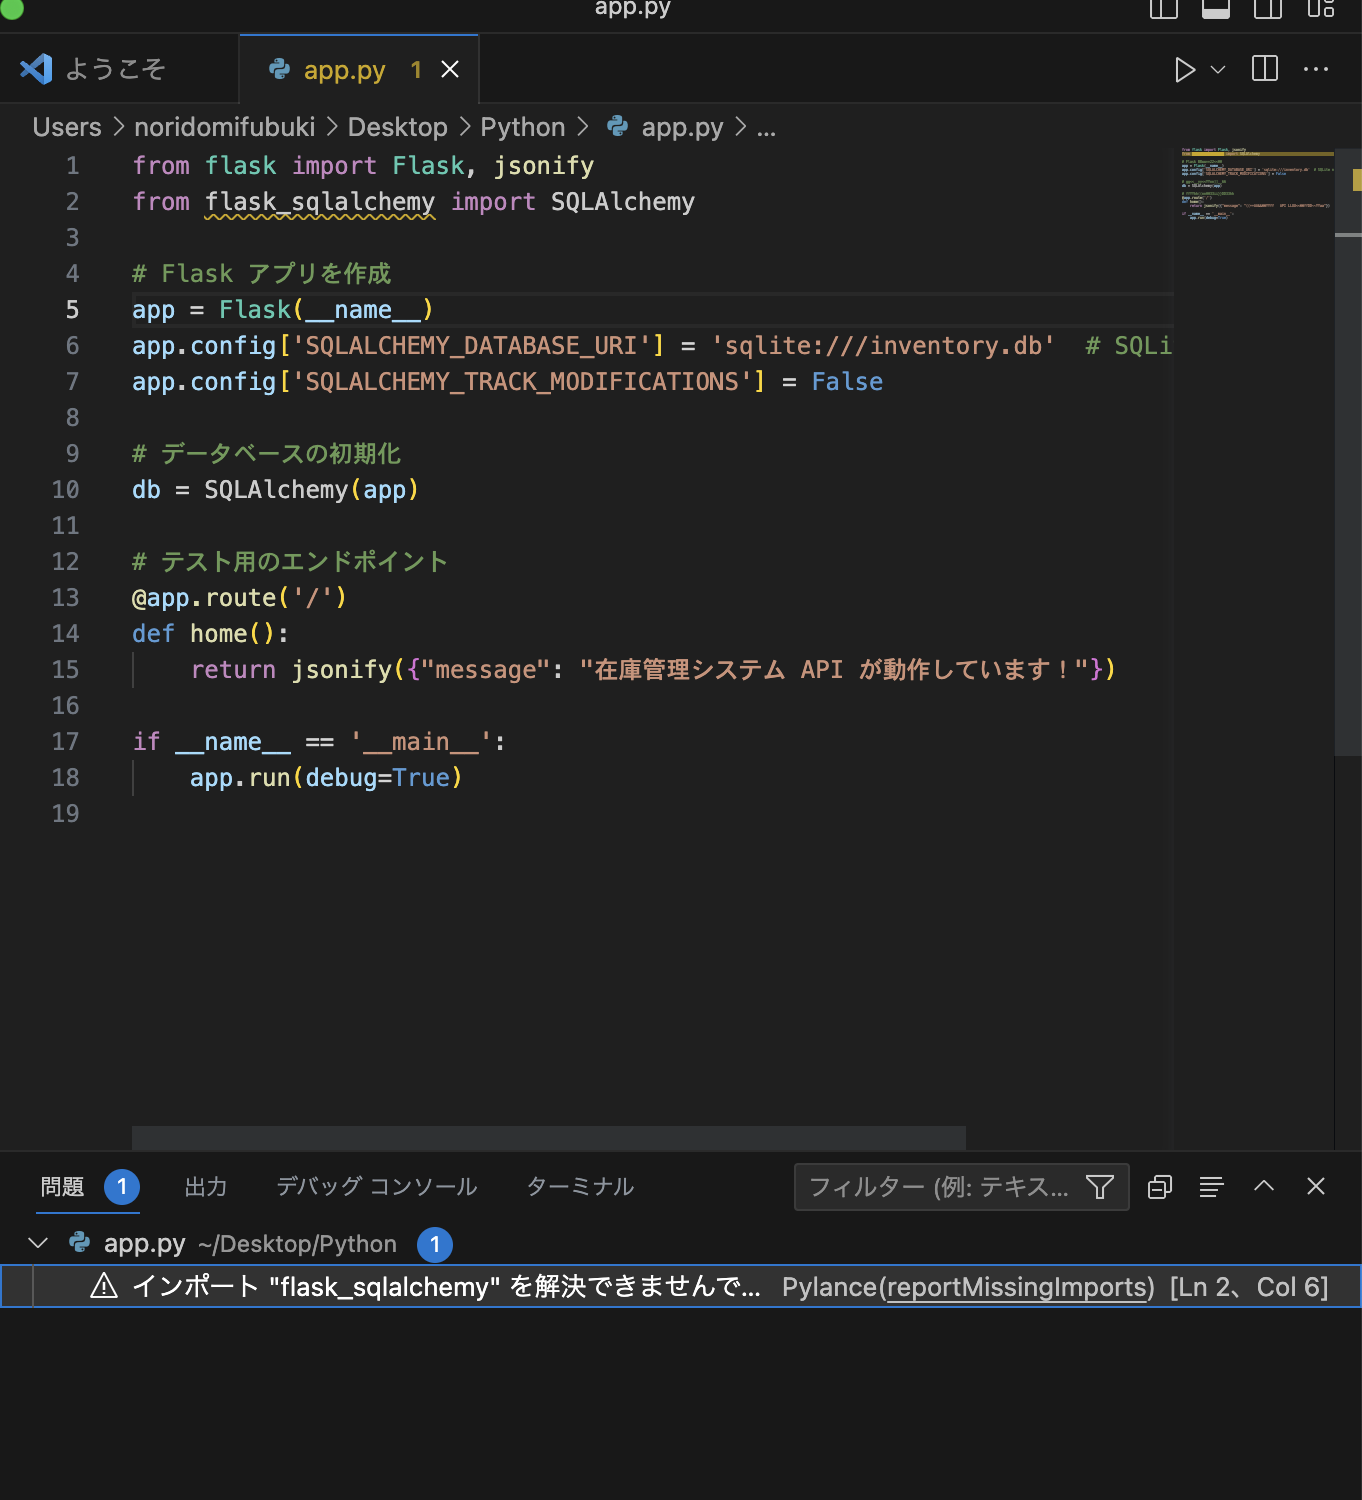 app.py
ようこそ
app.py 1
Users > noridomifubuki > Desktop > Python > app.py > ...
1 from flask import Flask, jsonify
2 from flask_sqlalchemy import SQLAlchemy
3
4 # Flask アプリを作成
5 app = Flask(__name__)
6 app.config['SQLALCHEMY_DATABASE_URI'] = 'sqlite:///inventory.db'  # SQLi
7 app.config['SQLALCHEMY_TRACK_MODIFICATIONS'] = False
8
9 # データベースの初期化
10 db = SQLAlchemy(app)
11
12 # テスト用のエンドポイント
13 @app.route('/')
14 def home():
15     return jsonify({"message": "在庫管理システム API が動作しています！"})
16
17 if __name__ == '__main__':
18     app.run(debug=True)
19
問題 1 出力 デバッグ コンソール ターミナル フィルター (例: テキス...
app.py ~/Desktop/Python 1
インポート "flask_sqlalchemy" を解決できませんで... Pylance(reportMissingImports) [Ln 2、Col 6]